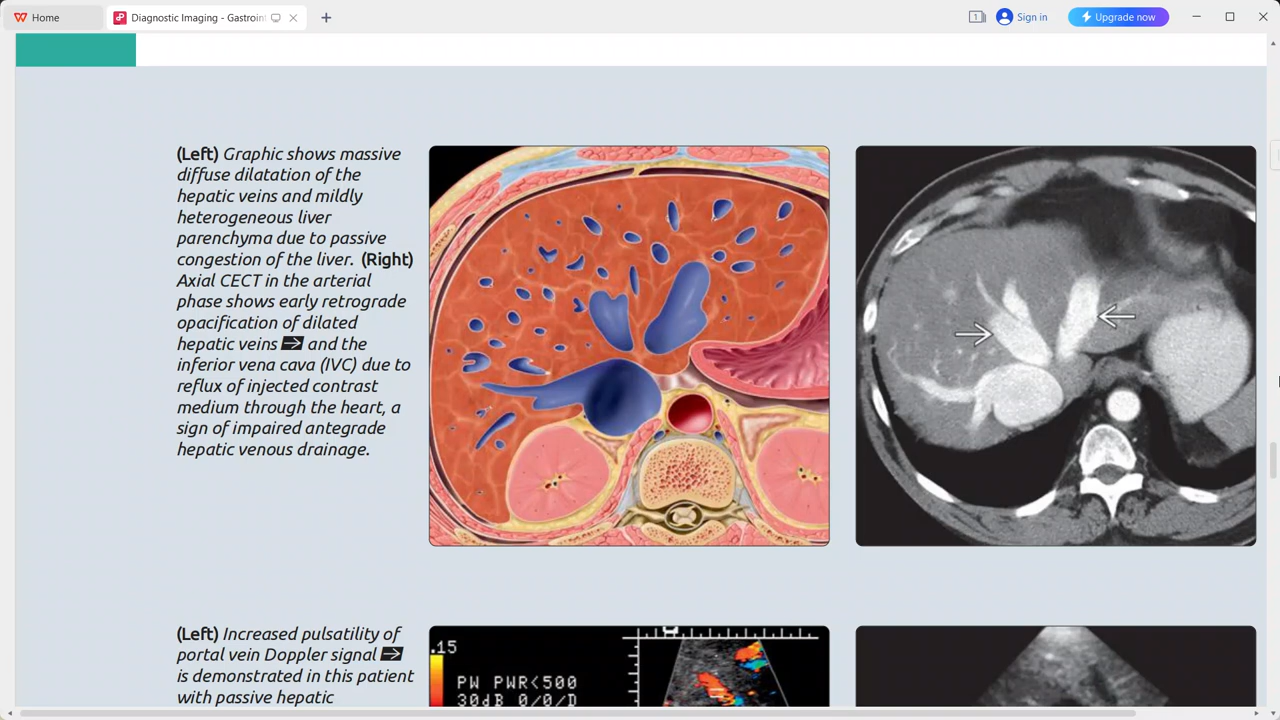 Home
Diagnostic Imaging - Gastroin
1
Sign in
Upgrade now
(Left) Graphic shows massive
diffuse dilatation of the
hepatic veins and mildly
heterogeneous liver
parenchyma due to passive
congestion of the liver. (Right)
Axial CECT in the arterial
phase shows early retrograde
opacification of dilated
hepatic veins and the
inferior vena cava (IVC) due to
reflux of injected contrast
medium through the heart, a
sign of impaired antegrade
hepatic venous drainage.
(Left) Increased pulsatility of
portal vein Doppler signal
is demonstrated in this patient
with passive hepatic
.15
PW PWR<500
30dB 0/0/D